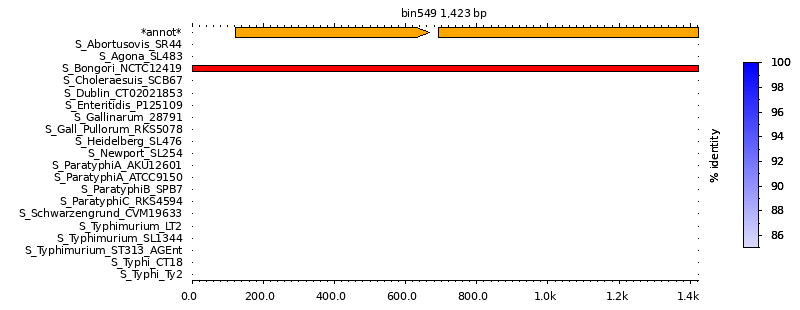 bin549 1,423 bp
*annot*
S_Abortusovis_SR44
S_Agona_SL483
S_Bongori_NCTC12419
S_Choleraesuis_SCB67
S_Dublin_CT02021853
S_Enteritidis_P125109
S_Gallinarum_28791
S_Gall_Pullorum_RKS5078
S_Heidelberg_SL476
S_Newport_SL254
S_ParatyphiA_AKU12601
S_ParatyphiA_ATCC9150
S_ParatyphiB_SPB7
S_ParatyphiC_RKS4594
S_Schwarzengrund_CVM19633
S_Typhimurium_LT2
S_Typhimurium_SL1344
S_Typhimurium_ST313_AGEnt
S_Typhi_CT18
S_Typhi_Ty2
0.0 200.0 400.0 600.0 800.0 1.0k 1.2k 1.4k
% identity
100
98
96
94
92
90
88
86